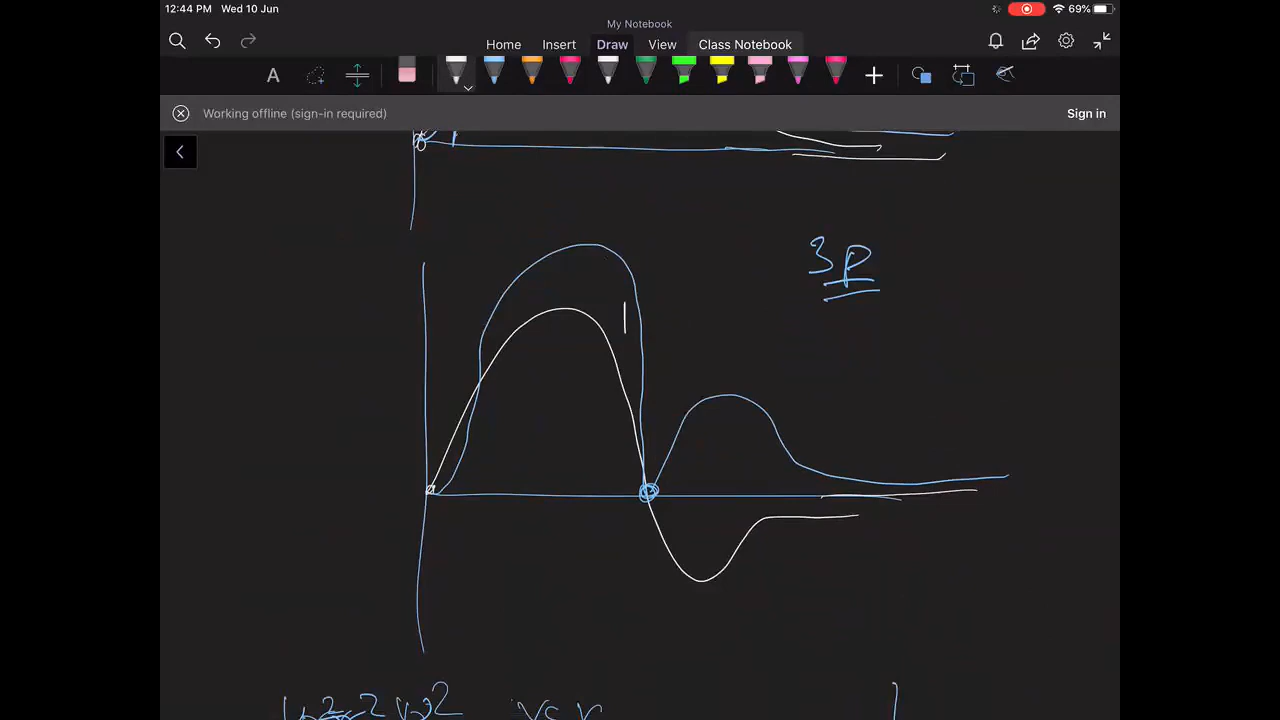 12:44 PM Wed 10 Jun
69%
My Notebook
Home Insert Draw View Class Notebook
A
Working offline (sign-in required)
Sign in
3p
vs r